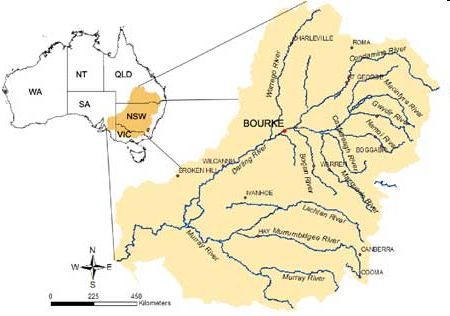 WA
NT
QLD
SA
NSW
VIC
CHARLEVILLE
ROMA
Warrego River
Condamine River
ST GEORGE
Macintyre River
Gwydir River
Namoi River
BOGGABRI
Castlereagh River
Macquarie River
WARREN
Bogan River
BOURKE
Darling River
WILCANNIA
BROKEN HILL
IVANHOE
Lachlan River
HAY Murrumbidgee River
CANBERRA
COOMA
Murray River
Murray River
N
W E
S
0 225 450
Kilometers